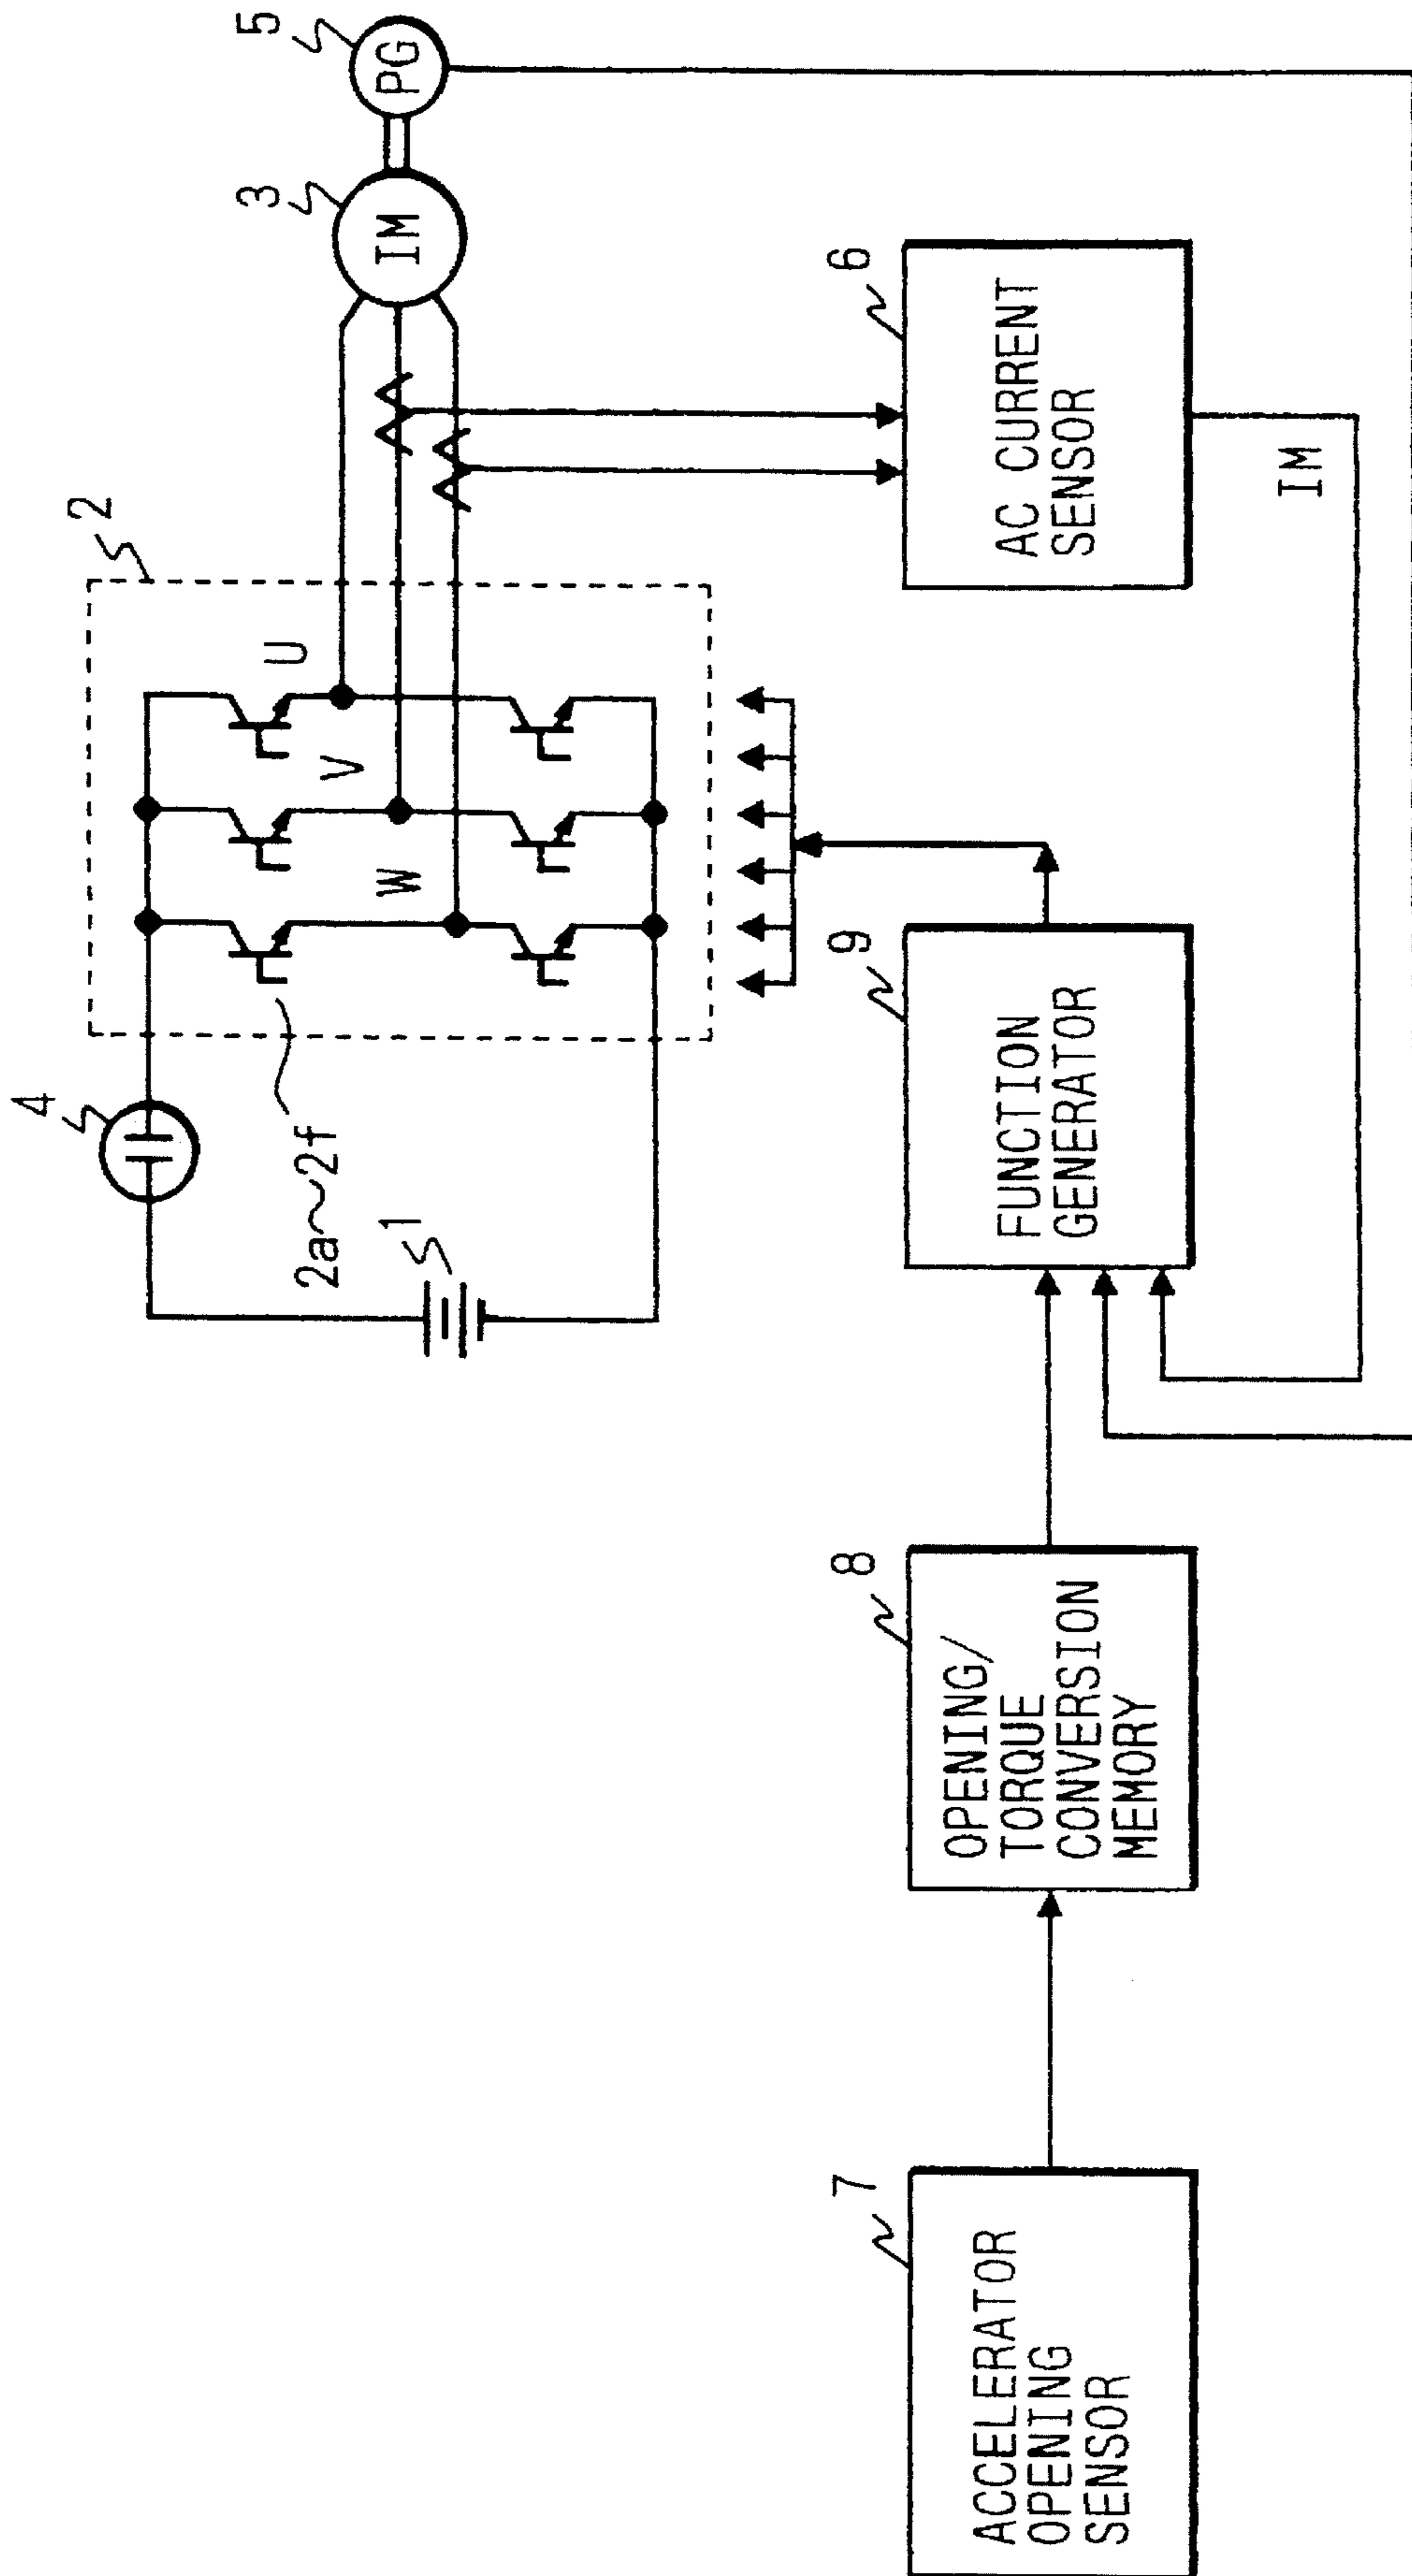 4
2
5
PG
3
IM
U
V
W
2a~2f
1
7
ACCELERATOR
OPENING
SENSOR
8
OPENING/
TORQUE
CONVERSION
MEMORY
9
FUNCTION
GENERATOR
6
AC CURRENT
SENSOR
IM